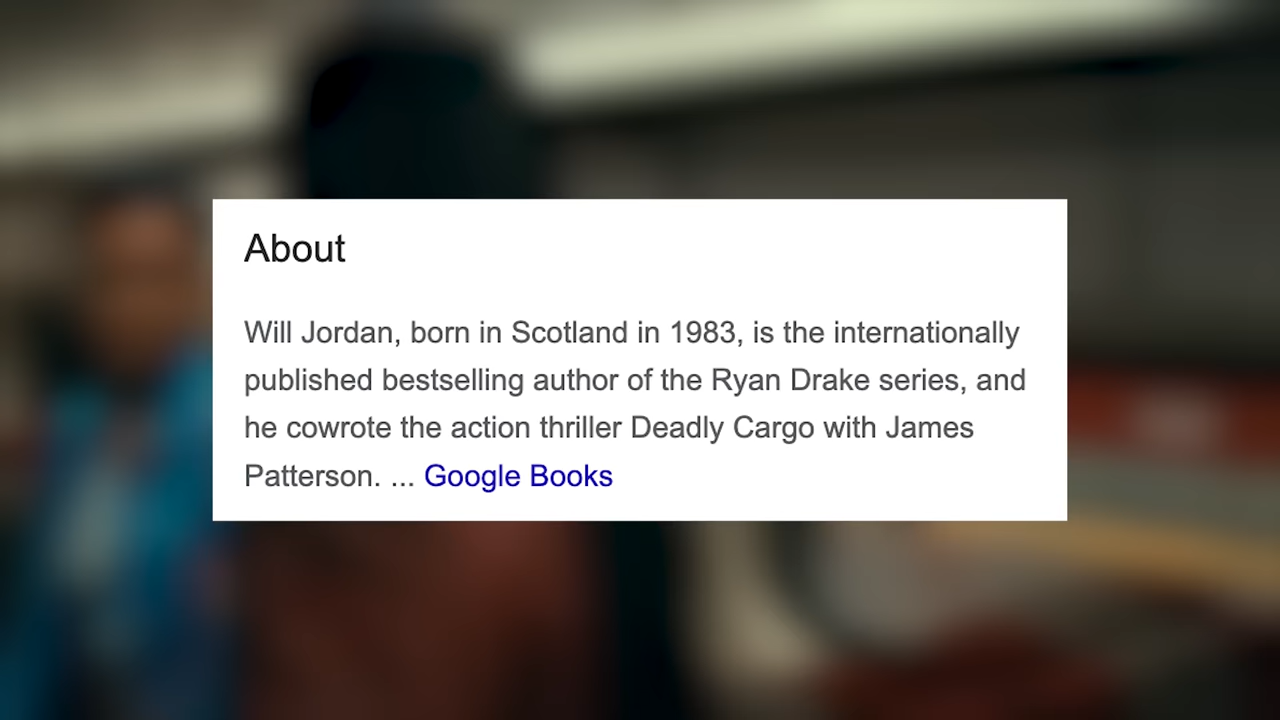 About
Will Jordan, born in Scotland in 1983, is the internationally
published bestselling author of the Ryan Drake series, and
he cowrote the action thriller Deadly Cargo with James
Patterson. ... Google Books